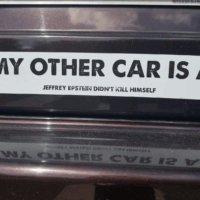 MY OTHER CAR IS
JEFFREY EPSTEIN DIDN'T KILL HIMSELF